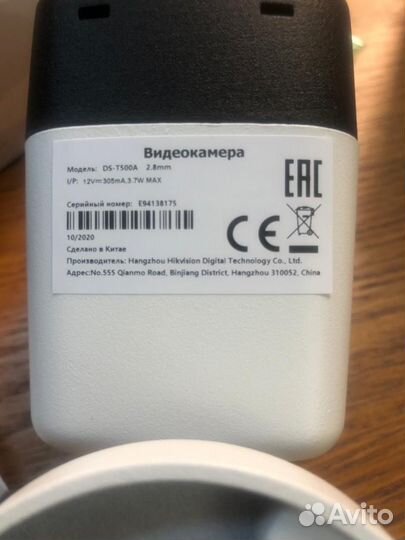 Видеокамера
Модель: DS-T500A 2.8mm
I/P: 12V⎓305mA,3.7W MAX
EAC
Серийный номер: E94138175
CE
10/2020
Сделано в Китае
Производитель: Hangzhou Hikvision Digital Technology Co., Ltd.
Адрес:No.555 Qianmo Road, Binjiang District, Hangzhou 310052, China
Avito